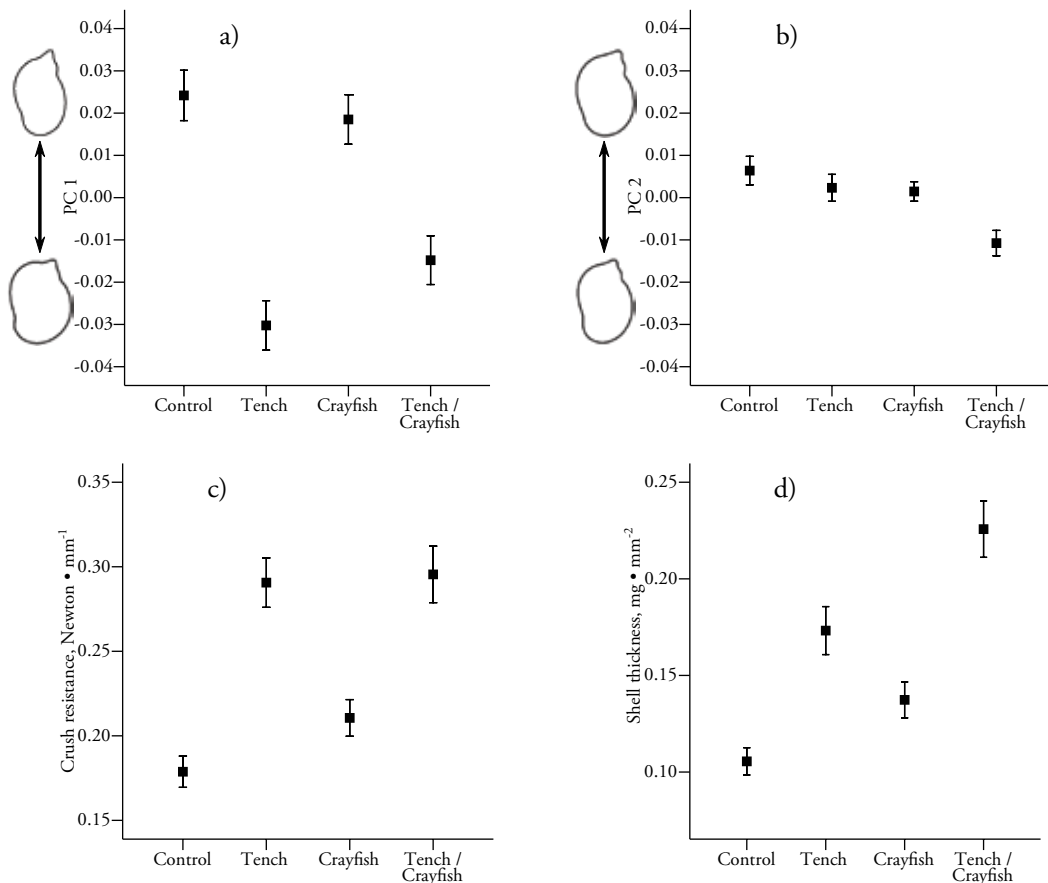 a)
0.04
0.03
0.02
0.01
0.00
-0.01
-0.02
-0.03
-0.04
PC 1
Control
Tench
Crayfish
Tench /
Crayfish
b)
0.04
0.03
0.02
0.01
0.00
-0.01
-0.02
-0.03
-0.04
PC 2
Control
Tench
Crayfish
Tench /
Crayfish
c)
0.35
0.30
0.25
0.20
0.15
Crush resistance, Newton • mm-1
Control
Tench
Crayfish
Tench /
Crayfish
d)
0.25
0.20
0.15
0.10
Shell thickness, mg • mm-2
Control
Tench
Crayfish
Tench /
Crayfish